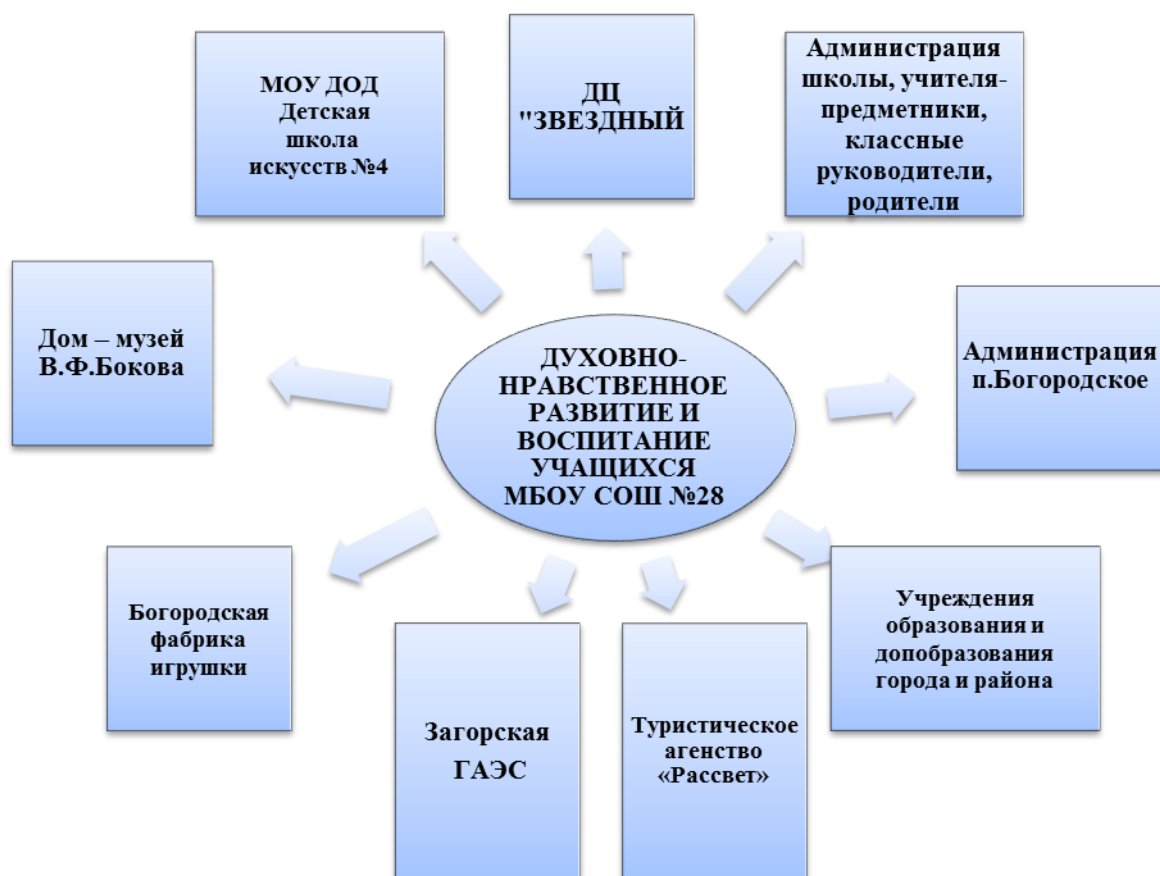 МОУ ДОД
Детская
школа
искусств №4
ДЦ
"ЗВЕЗДНЫЙ
Администрация
школы, учителя-
предметники,
классные
руководители,
родители
Дом – музей
В.Ф.Бокова
ДУХОВНО-
НРАВСТВЕННОЕ
РАЗВИТИЕ И
ВОСПИТАНИЕ
УЧАЩИХСЯ
МБОУ СОШ №28
Администрация
п.Богородское
Богородская
фабрика
игрушки
Загорская
ГАЭС
Туристическое
агенство
«Рассвет»
Учреждения
образования и
допобразования
города и района